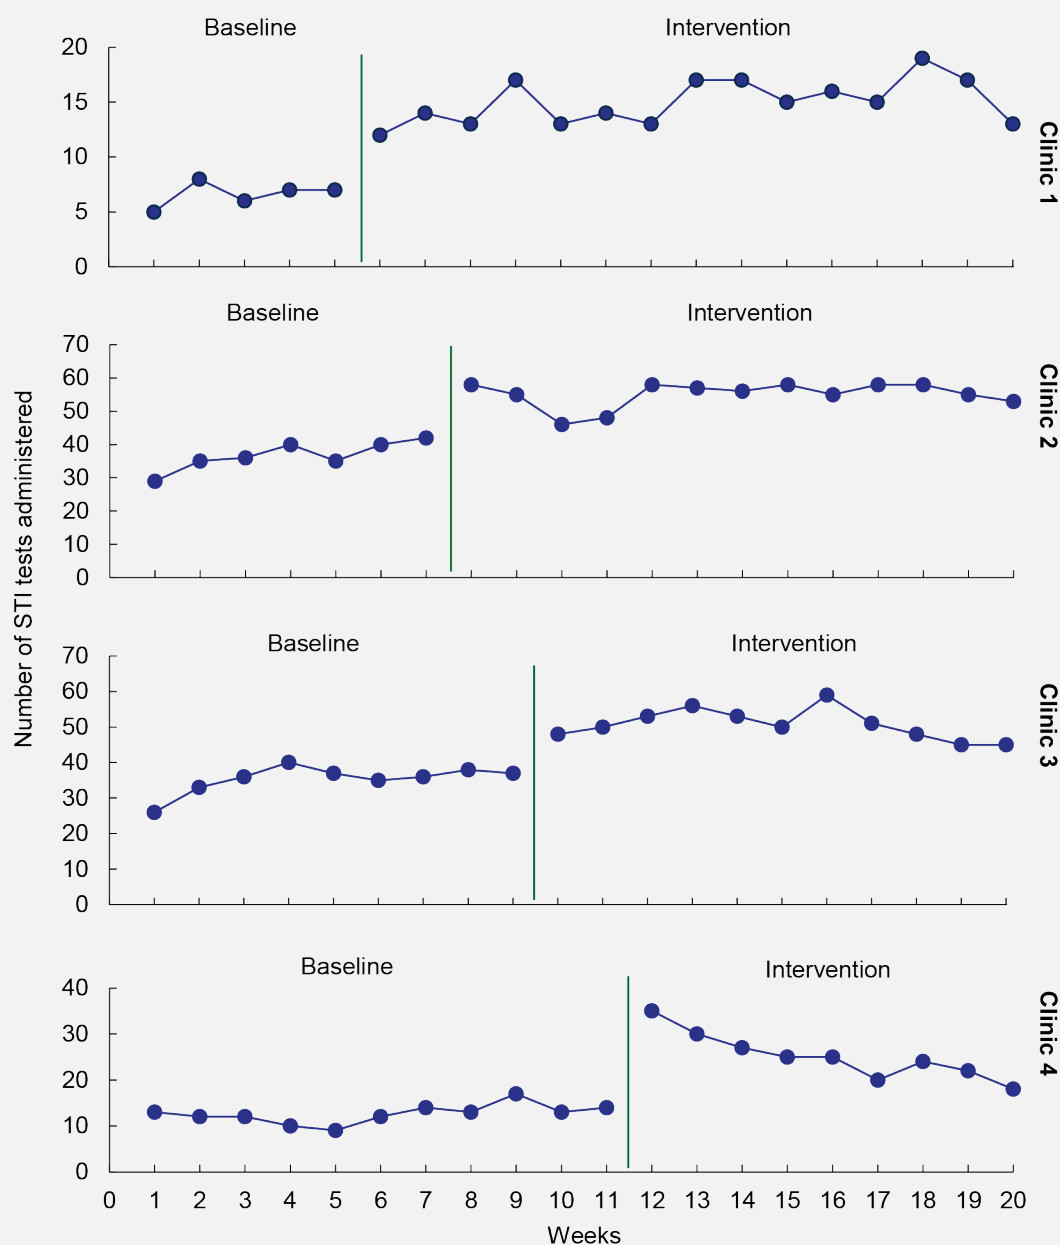 Number of STI tests administered
Baseline Intervention
20
15
10
5
0
Clinic 1
Baseline Intervention
70
60
50
40
30
20
10
0
Clinic 2
Baseline Intervention
70
60
50
40
30
20
10
0
Clinic 3
Baseline Intervention
40
30
20
10
0
Clinic 4
0 1 2 3 4 5 6 7 8 9 10 11 12 13 14 15 16 17 18 19 20
Weeks